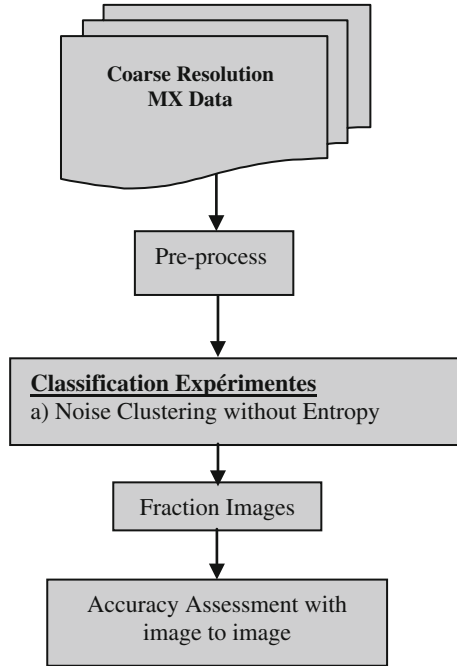 Coarse Resolution
MX Data
Pre-process
Classification Expérimentes
a) Noise Clustering without Entropy
Fraction Images
Accuracy Assessment with
image to image